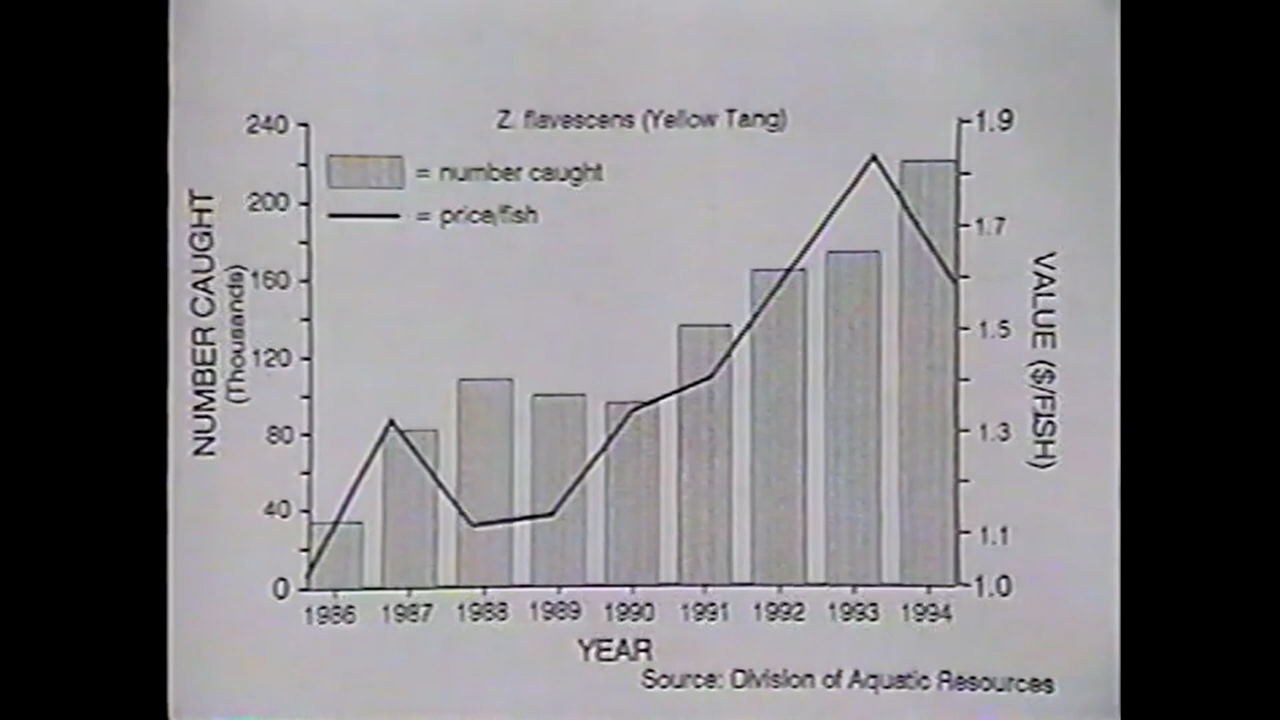 Z. flavescens (Yellow Tang)
= number caught
= price/fish
NUMBER CAUGHT
(Thousands)
240
200
160
120
80
40
0
VALUE ($/FISH)
1.9
1.7
1.5
1.3
1.1
1.0
1986 1987 1988 1989 1990 1991 1992 1993 1994
YEAR
Source: Division of Aquatic Resources